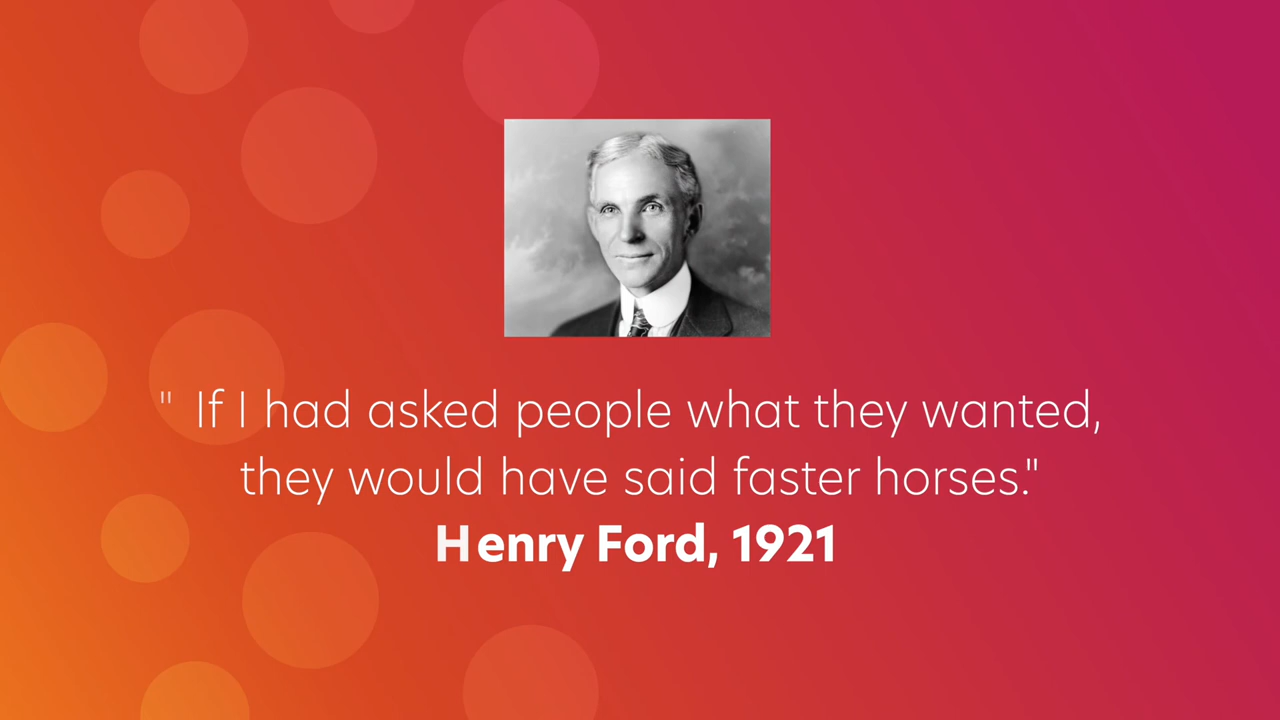 " If I had asked people what they wanted,
they would have said faster horses."
Henry Ford, 1921